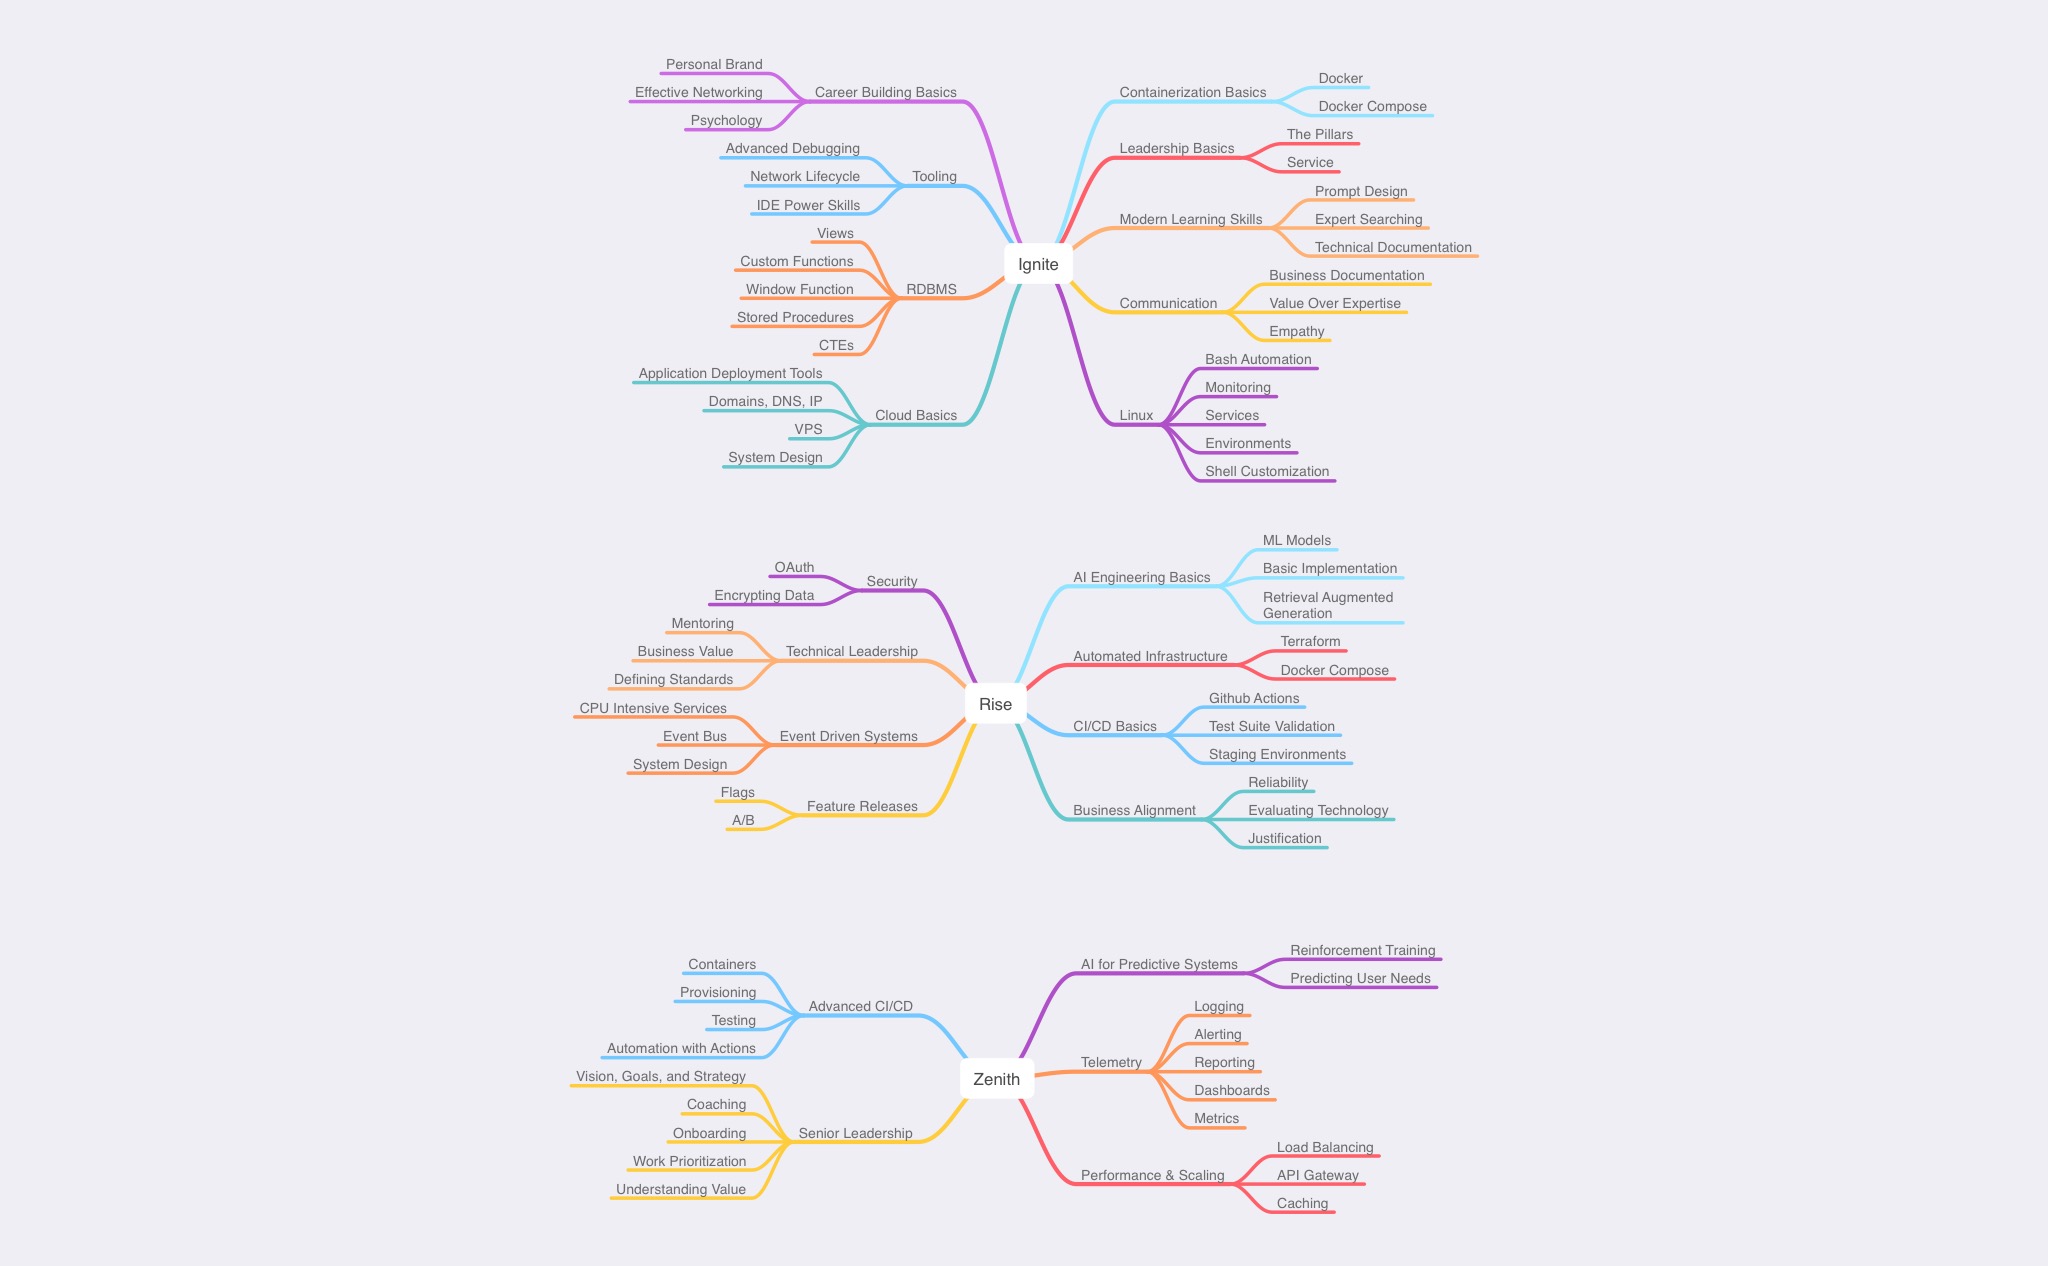 Ignite
Career Building Basics
Personal Brand
Effective Networking
Psychology
Tooling
Advanced Debugging
Network Lifecycle
IDE Power Skills
RDBMS
Views
Custom Functions
Window Function
Stored Procedures
CTEs
Cloud Basics
Application Deployment Tools
Domains, DNS, IP
VPS
System Design
Containerization Basics
Docker
Docker Compose
Leadership Basics
The Pillars
Service
Modern Learning Skills
Prompt Design
Expert Searching
Technical Documentation
Communication
Business Documentation
Value Over Expertise
Empathy
Linux
Bash Automation
Monitoring
Services
Environments
Shell Customization
Rise
Security
OAuth
Encrypting Data
Technical Leadership
Mentoring
Business Value
Defining Standards
Event Driven Systems
CPU Intensive Services
Event Bus
System Design
Feature Releases
Flags
A/B
AI Engineering Basics
ML Models
Basic Implementation
Retrieval Augmented
Generation
Automated Infrastructure
Terraform
Docker Compose
CI/CD Basics
Github Actions
Test Suite Validation
Staging Environments
Business Alignment
Reliability
Evaluating Technology
Justification
Zenith
Advanced CI/CD
Containers
Provisioning
Testing
Automation with Actions
Senior Leadership
Vision, Goals, and Strategy
Coaching
Onboarding
Work Prioritization
Understanding Value
AI for Predictive Systems
Reinforcement Training
Predicting User Needs
Telemetry
Logging
Alerting
Reporting
Dashboards
Metrics
Performance & Scaling
Load Balancing
API Gateway
Caching